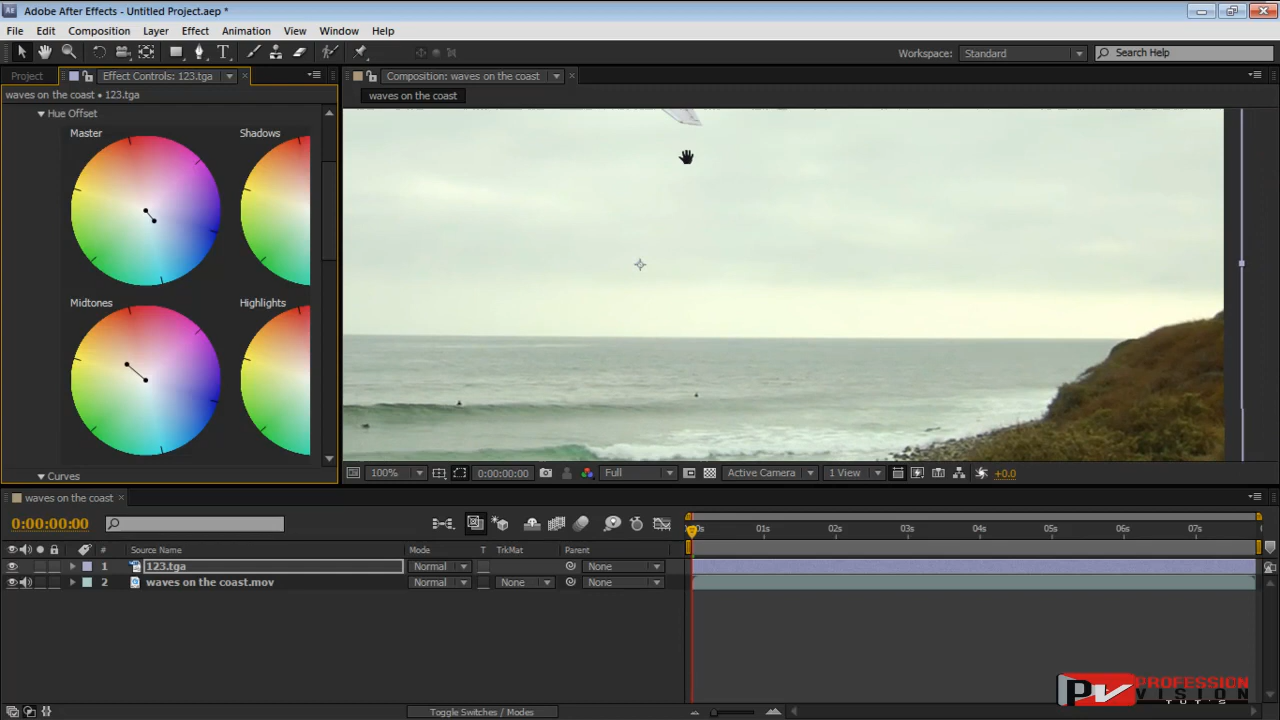 Adobe After Effects - Untitled Project.aep *
File Edit Composition Layer Effect Animation View Window Help
Workspace: Standard Search Help
Project Effect Controls: 123.tga Composition: waves on the coast
waves on the coast • 123.tga waves on the coast
Hue Offset
Master Shadows
Midtones Highlights
Curves
100% 0:00:00:00 Full Active Camera 1 View +0.0
waves on the coast
0:00:00:00
0s 01s 02s 03s 04s 05s 06s 07s
# Source Name Mode T TrkMat Parent
1 123.tga Normal None
2 waves on the coast.mov Normal None None
Toggle Switches / Modes
PV PROFESSION
VISION
TUT'S